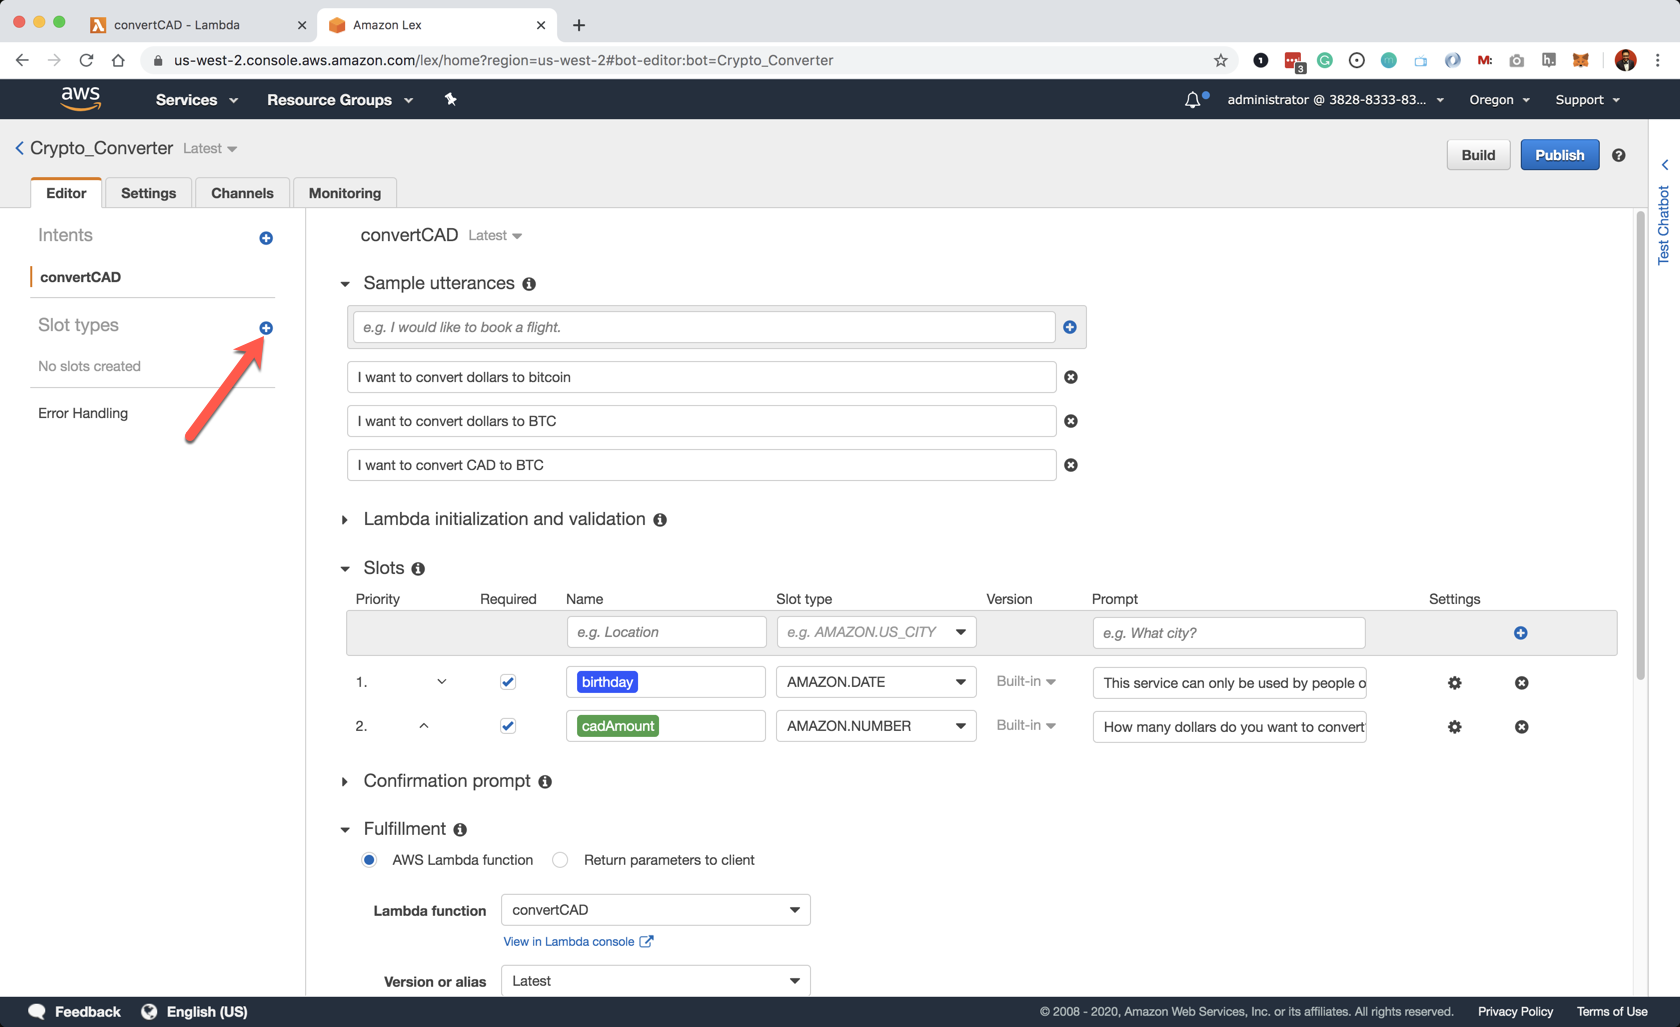 convertCAD - Lambda
Amazon Lex
us-west-2.console.aws.amazon.com/lex/home?region=us-west-2#bot-editor:bot=Crypto_Converter
1
3
M:
h.
aws
Services
Resource Groups
administrator @ 3828-8333-83...
Oregon
Support
Crypto_Converter
Latest
Build
Publish
Test Chatbot
Editor
Settings
Channels
Monitoring
Intents
convertCAD
Slot types
No slots created
Error Handling
convertCAD
Latest
Sample utterances
e.g. I would like to book a flight.
I want to convert dollars to bitcoin
I want to convert dollars to BTC
I want to convert CAD to BTC
Lambda initialization and validation
Slots
Priority Required Name Slot type Version Prompt Settings
e.g. Location e.g. AMAZON.US_CITY e.g. What city?
1. birthday AMAZON.DATE Built-in This service can only be used by people o
2. cadAmount AMAZON.NUMBER Built-in How many dollars do you want to convert
Confirmation prompt
Fulfillment
AWS Lambda function Return parameters to client
Lambda function convertCAD
View in Lambda console
Version or alias Latest
Feedback English (US) © 2008 - 2020, Amazon Web Services, Inc. or its affiliates. All rights reserved. Privacy Policy Terms of Use